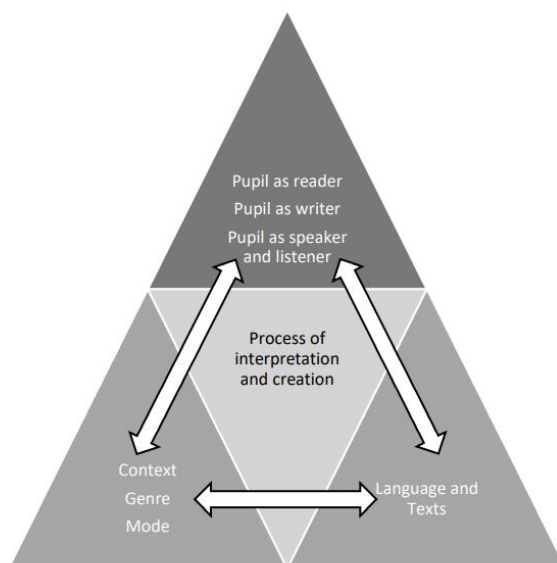 Pupil as reader
Pupil as writer
Pupil as speaker
and listener
Process of
interpretation
and creation
Context
Genre
Mode
Language and
Texts